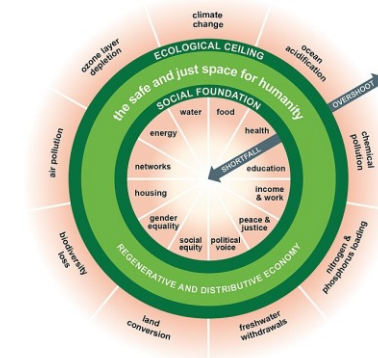 climate
change
ocean
acidification
chemical
pollution
nitrogen &
phosphorus loading
freshwater
withdrawals
land
conversion
biodiversity
loss
air pollution
ozone layer
depletion
ECOLOGICAL CEILING
the safe and just space for humanity
SOCIAL FOUNDATION
OVERSHOOT
SHORTFALL
water
food
health
education
income
& work
peace &
justice
political
voice
social
equity
gender
equality
housing
networks
energy
REGENERATIVE AND DISTRIBUTIVE ECONOMY